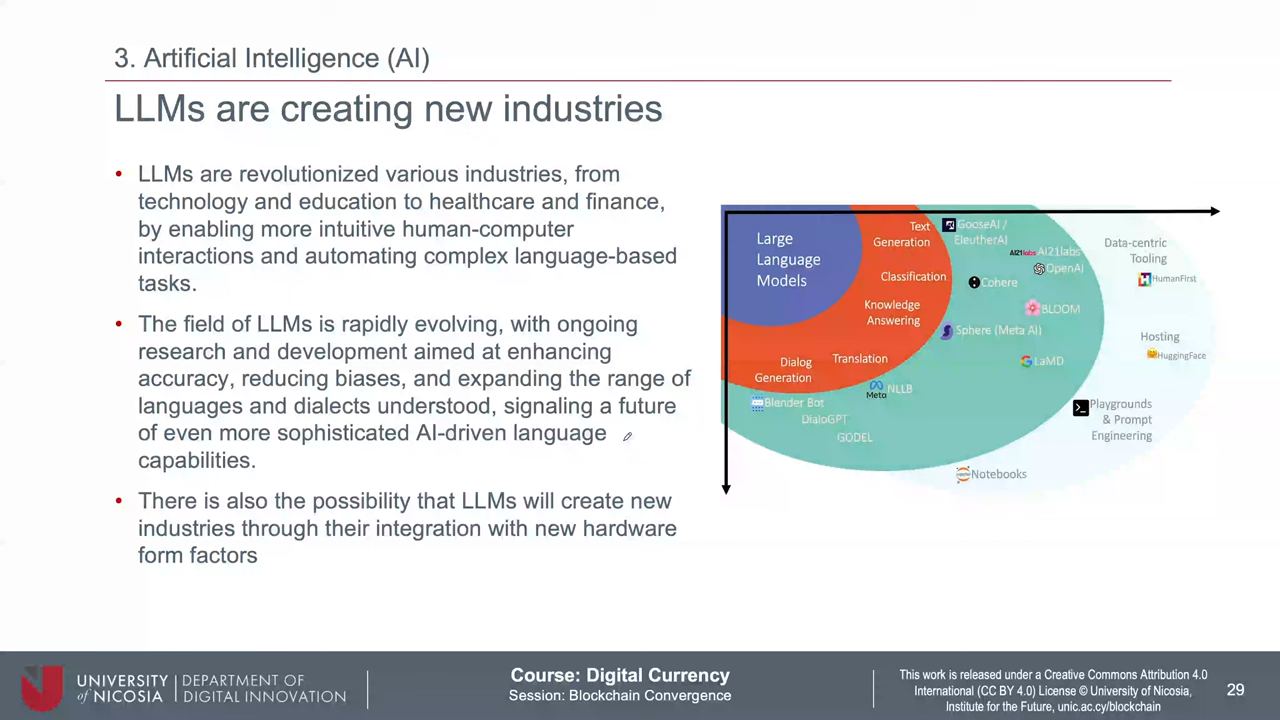 3. Artificial Intelligence (AI)
LLMs are creating new industries
• LLMs are revolutionized various industries, from
technology and education to healthcare and finance,
by enabling more intuitive human-computer
interactions and automating complex language-based
tasks.
• The field of LLMs is rapidly evolving, with ongoing
research and development aimed at enhancing
accuracy, reducing biases, and expanding the range of
languages and dialects understood, signaling a future
of even more sophisticated AI-driven language
capabilities.
• There is also the possibility that LLMs will create new
industries through their integration with new hardware
form factors
Large
Language
Models
Text
Generation
Classification
Knowledge
Answering
Translation
Dialog
Generation
GooseAI /
EleutherAI
AI21labs AI21labs
OpenAI
Cohere
BLOOM
Sphere (Meta AI)
LaMD
Meta NLLB
Blender Bot
DialoGPT
GODEL
Data-centric
Tooling
HumanFirst
Hosting
HuggingFace
Playgrounds
& Prompt
Engineering
Notebooks
UNIVERSITY
of NICOSIA
DEPARTMENT OF
DIGITAL INNOVATION
Course: Digital Currency
Session: Blockchain Convergence
This work is released under a Creative Commons Attribution 4.0
International (CC BY 4.0) License © University of Nicosia,
Institute for the Future, unic.ac.cy/blockchain
29